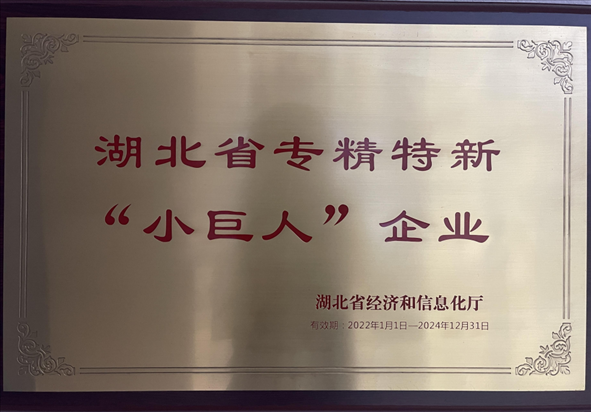 湖北省专精特新
“小巨人”企业
湖北省经济和信息化厅
有效期：2022年1月1日—2024年12月31日